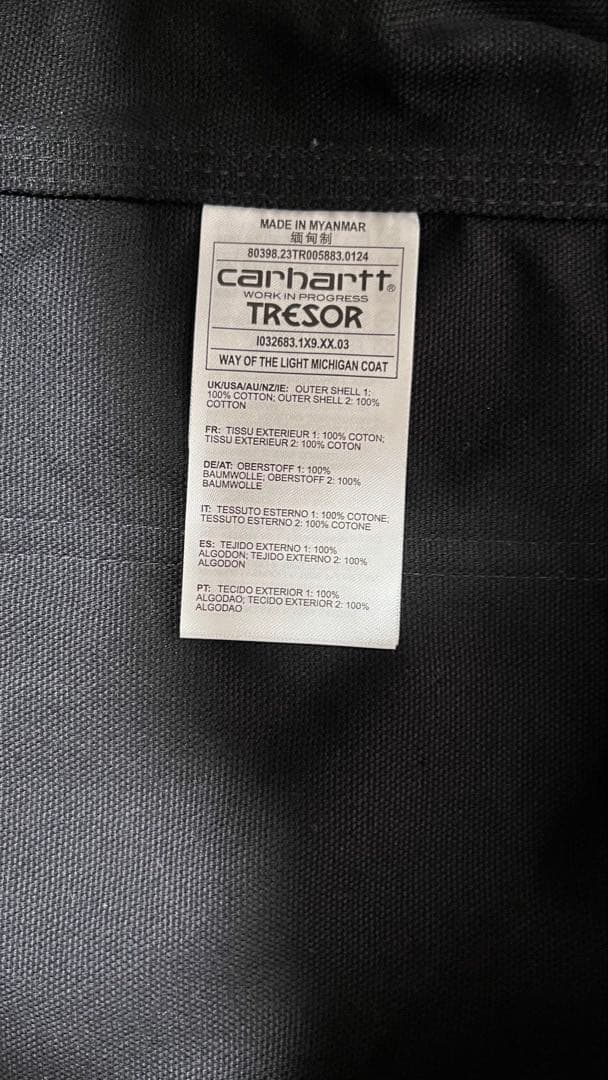 MADE IN MYANMAR
缅甸制
80398.23TR005883.0124
carhartt®
WORK IN PROGRESS
TRESOR
I032683.1X9.XX.03
WAY OF THE LIGHT MICHIGAN COAT
UK/USA/AU/NZ/IE: OUTER SHELL 1:
100% COTTON; OUTER SHELL 2: 100%
COTTON
FR: TISSU EXTERIEUR 1: 100% COTON;
TISSU EXTERIEUR 2: 100% COTON
DE/AT: OBERSTOFF 1: 100%
BAUMWOLLE; OBERSTOFF 2: 100%
BAUMWOLLE
IT: TESSUTO ESTERNO 1: 100% COTONE;
TESSUTO ESTERNO 2: 100% COTONE
ES: TEJIDO EXTERNO 1: 100%
ALGODON; TEJIDO EXTERNO 2: 100%
ALGODON
PT: TECIDO EXTERIOR 1: 100%
ALGODAO; TECIDO EXTERIOR 2: 100%
ALGODAO